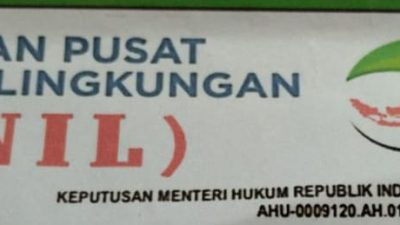 AN PUSAT
LINGKUNGAN
NIL)
KEPUTUSAN MENTERI HUKUM REPUBLIK IND
AHU-0009120.AH.01